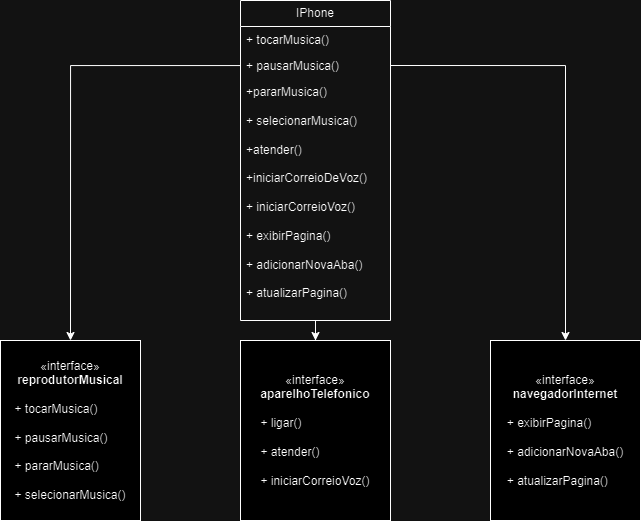 IPhone
+ tocarMusica()
+ pausarMusica()
+pararMusica()
+ selecionarMusica()
+atender()
+iniciarCorreioDeVoz()
+ iniciarCorreioVoz()
+ exibirPagina()
+ adicionarNovaAba()
+ atualizarPagina()
«interface»
reprodutorMusical
+ tocarMusica()
+ pausarMusica()
+ pararMusica()
+ selecionarMusica()
«interface»
aparelhoTelefonico
+ ligar()
+ atender()
+ iniciarCorreioVoz()
«interface»
navegadorInternet
+ exibirPagina()
+ adicionarNovaAba()
+ atualizarPagina()